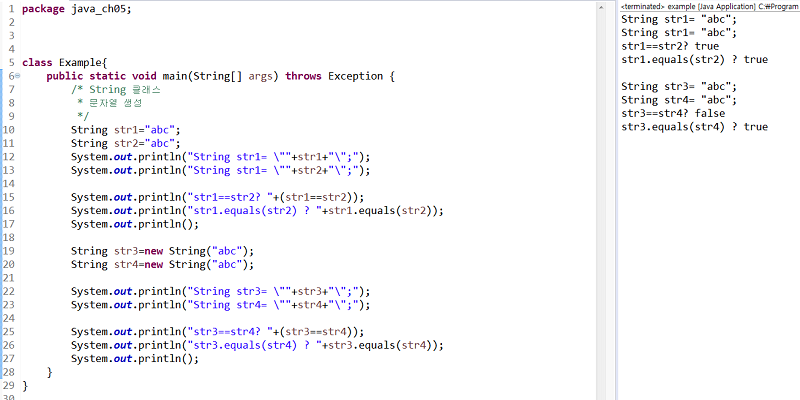 1 package java_ch05;
2
3
4
5 class Example{
6 public static void main(String[] args) throws Exception {
7 /* String 클래스
8 * 문자열 생성
9 */
10 String str1="abc";
11 String str2="abc";
12 System.out.println("String str1= \""+str1+"\";");
13 System.out.println("String str1= \""+str2+"\";");
14
15 System.out.println("str1==str2? "+(str1==str2));
16 System.out.println("str1.equals(str2) ? "+str1.equals(str2));
17 System.out.println();
18
19 String str3=new String("abc");
20 String str4=new String("abc");
21
22 System.out.println("String str3= \""+str3+"\";");
23 System.out.println("String str4= \""+str4+"\";");
24
25 System.out.println("str3==str4? "+(str3==str4));
26 System.out.println("str3.equals(str4) ? "+str3.equals(str4));
27 System.out.println();
28 }
29 }
30
<terminated> example [Java Application] C:₩Program
String str1= "abc";
String str1= "abc";
str1==str2? true
str1.equals(str2) ? true
String str3= "abc";
String str4= "abc";
str3==str4? false
str3.equals(str4) ? true